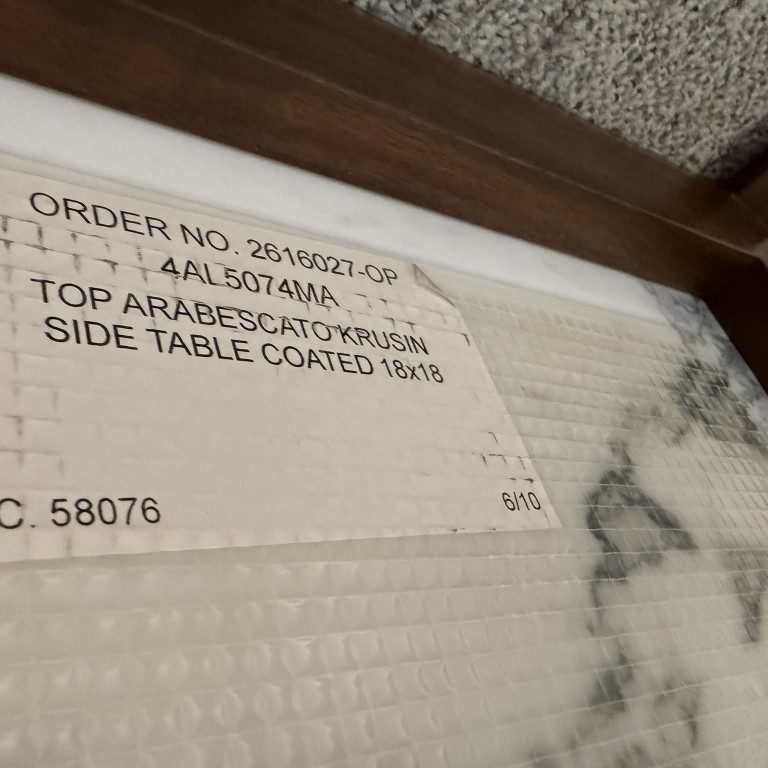 ORDER NO. 2616027-OP
4AL5074MA
TOP ARABESCATO KRUSIN
SIDE TABLE COATED 18x18
C. 58076
6/10